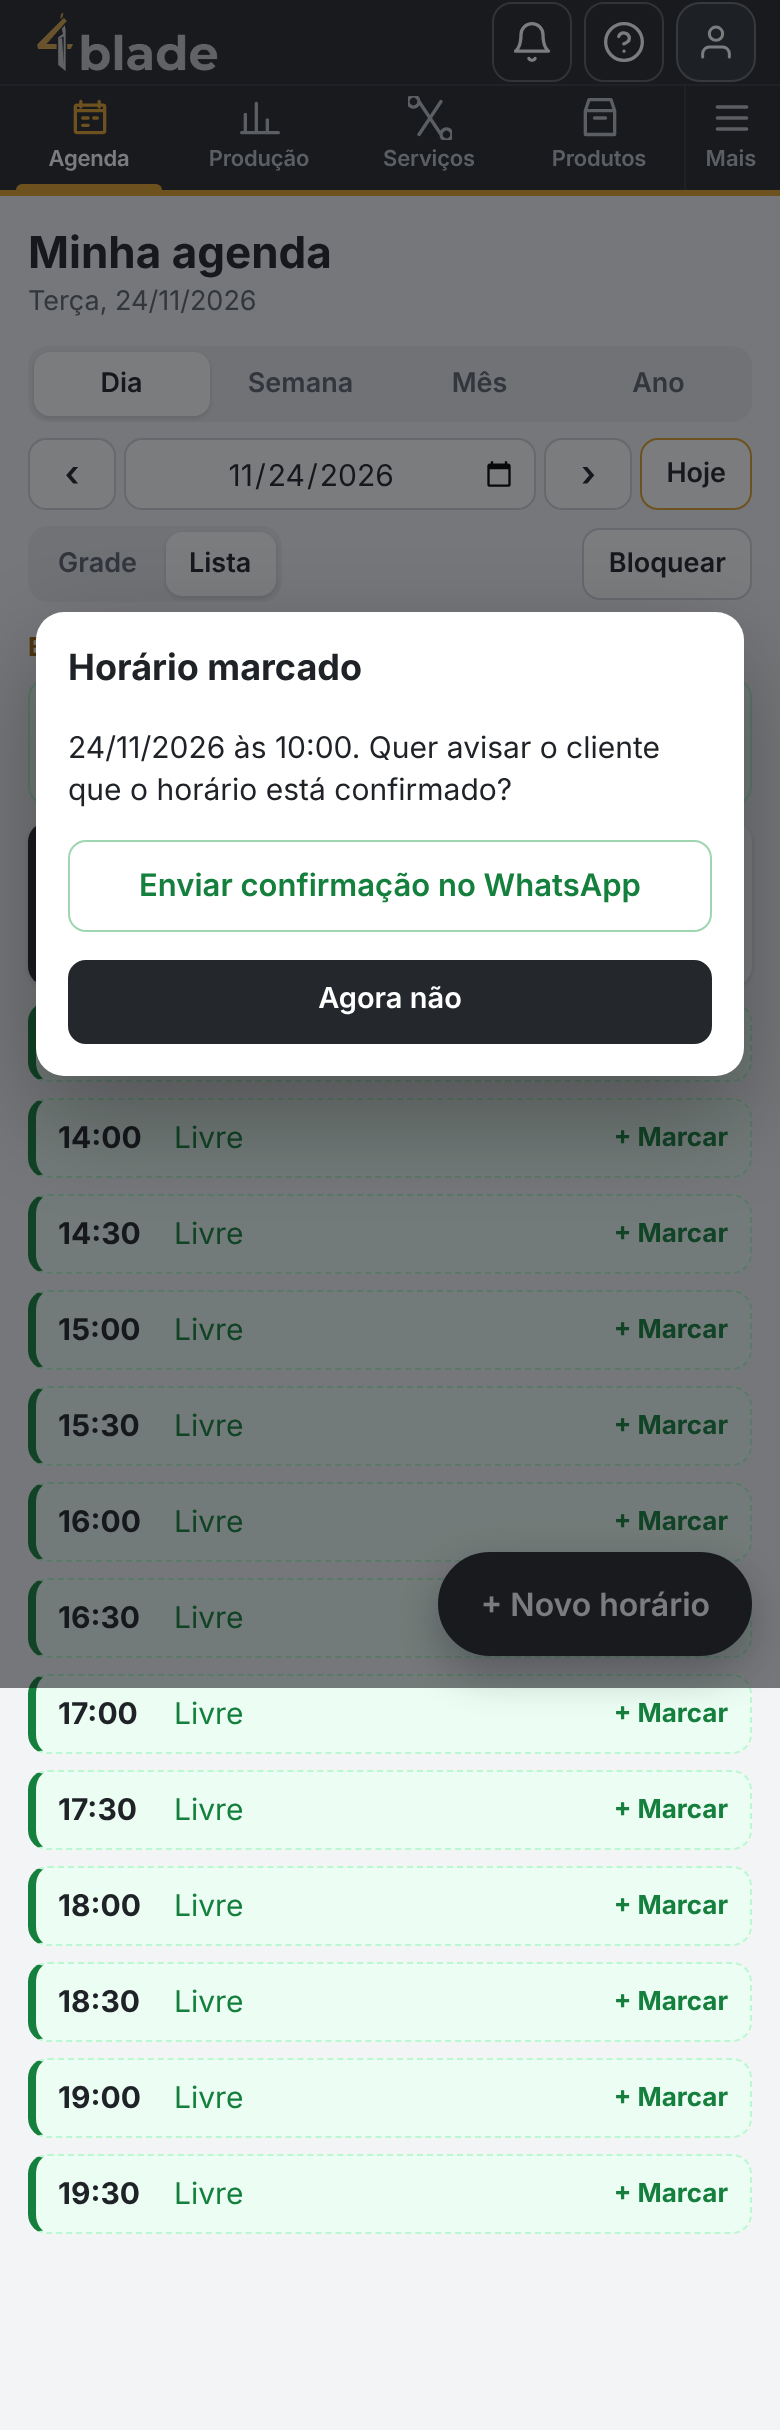 4blade
Agenda
Produção
Serviços
Produtos
Mais
Minha agenda
Terça, 24/11/2026
Dia
Semana
Mês
Ano
‹
11/24/2026
›
Hoje
Grade
Lista
Bloquear
Horário marcado
24/11/2026 às 10:00. Quer avisar o cliente
que o horário está confirmado?
Enviar confirmação no WhatsApp
Agora não
14:00 Livre + Marcar
14:30 Livre + Marcar
15:00 Livre + Marcar
15:30 Livre + Marcar
16:00 Livre + Marcar
16:30 Livre
+ Novo horário
17:00 Livre + Marcar
17:30 Livre + Marcar
18:00 Livre + Marcar
18:30 Livre + Marcar
19:00 Livre + Marcar
19:30 Livre + Marcar